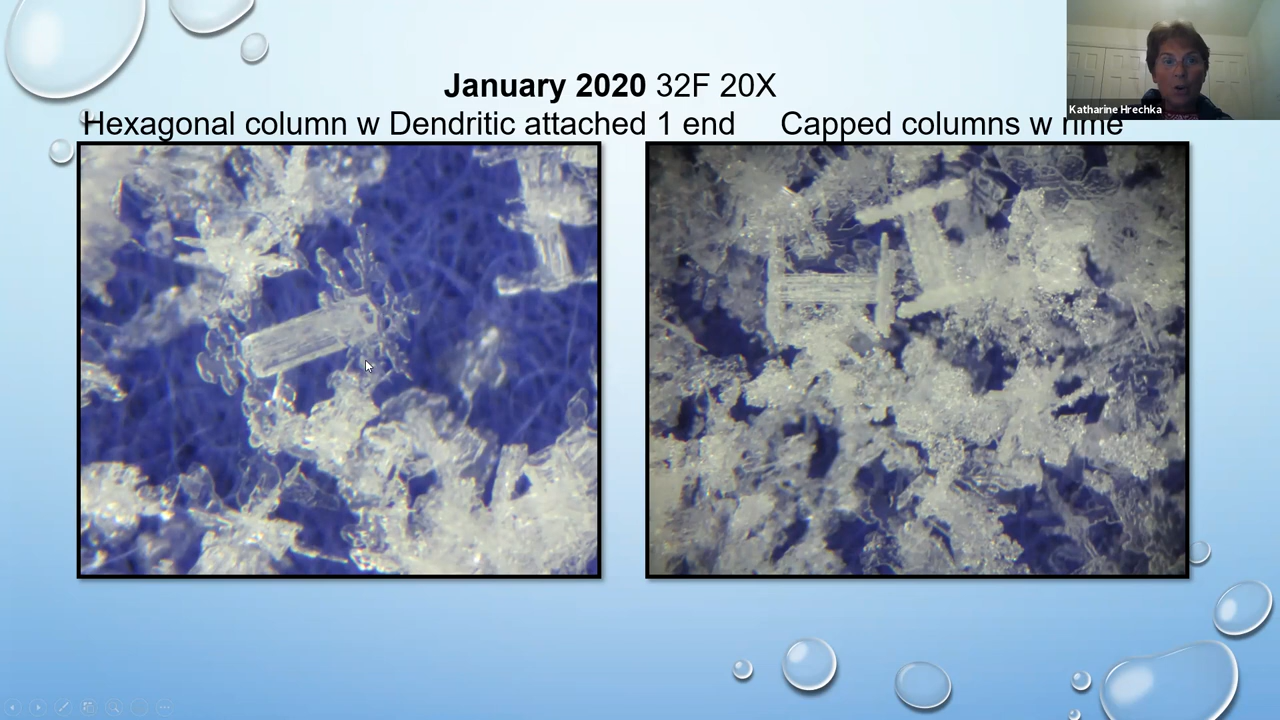 January 2020 32F 20X
Hexagonal column w Dendritic attached 1 end Capped columns w rime
Katharine Hrechka